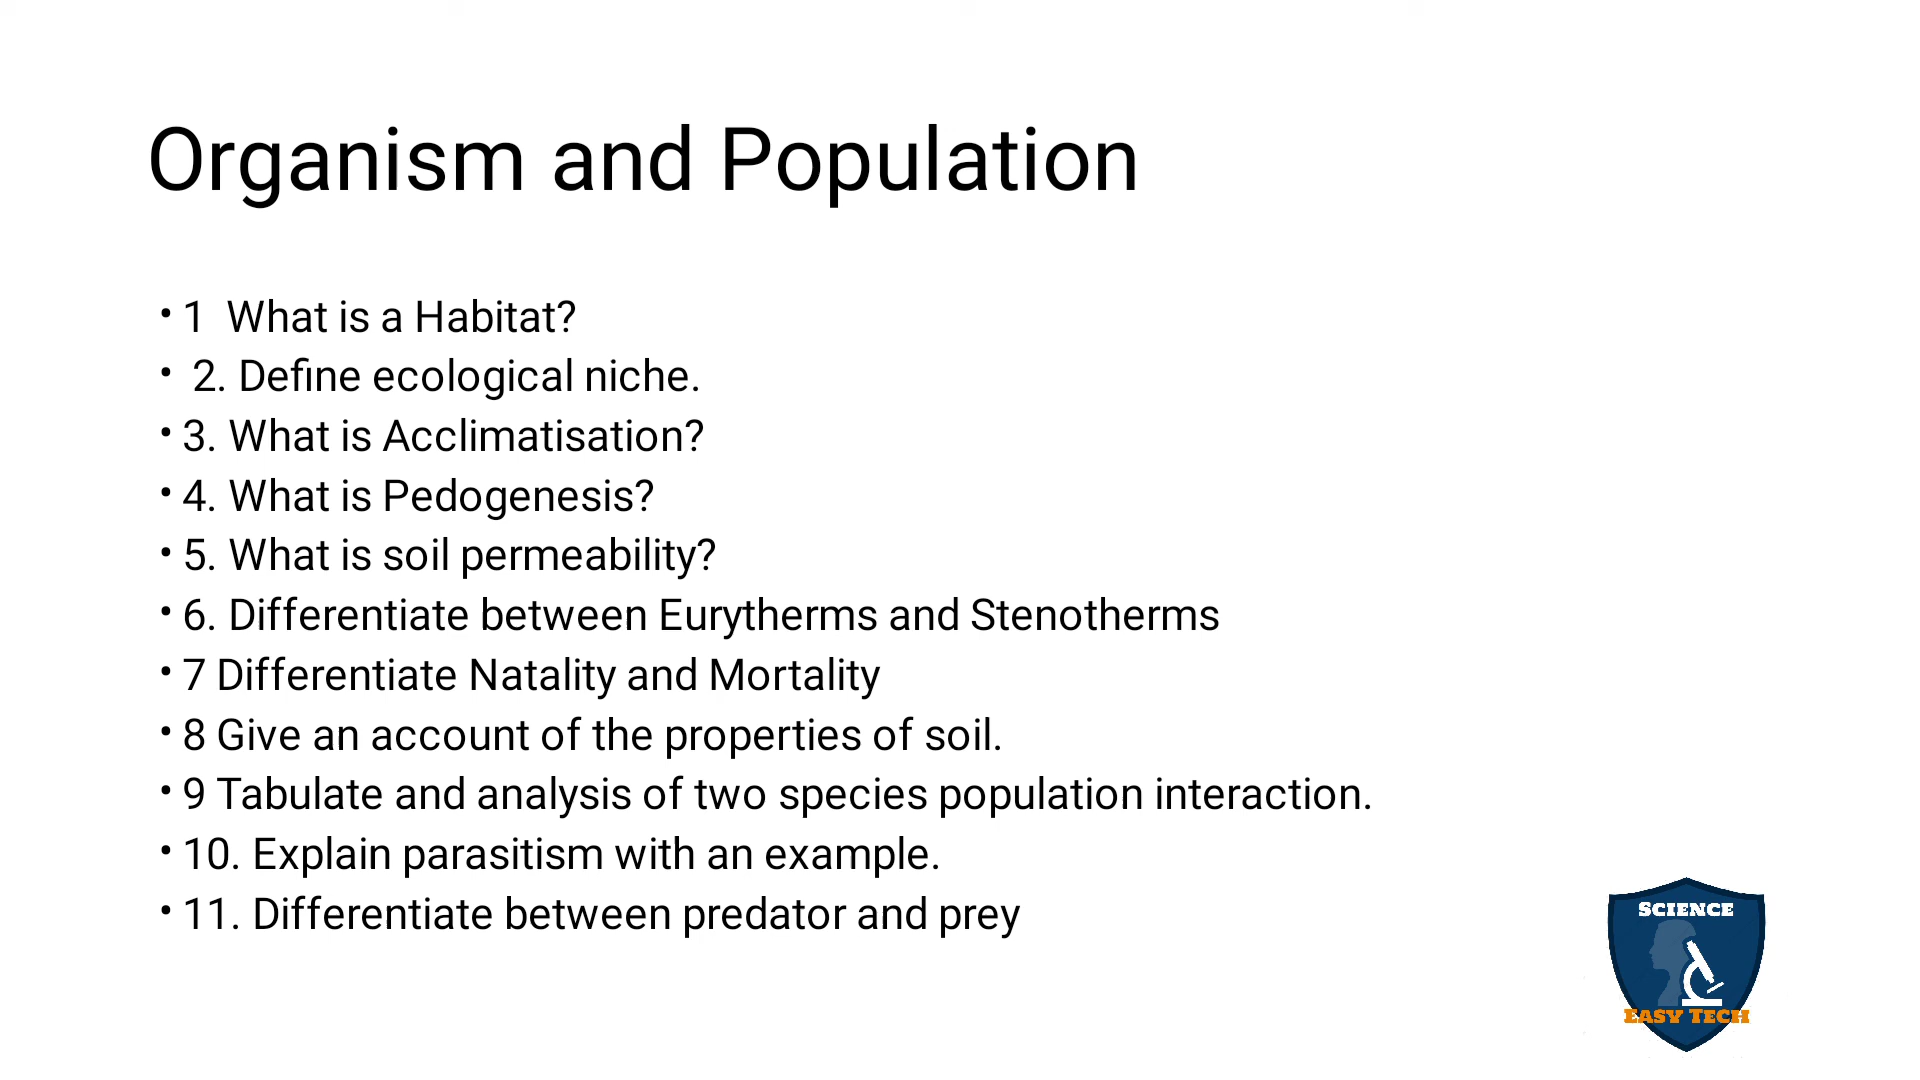 Organism and Population
• 1  What is a Habitat?
•  2. Define ecological niche.
• 3. What is Acclimatisation?
• 4. What is Pedogenesis?
• 5. What is soil permeability?
• 6. Differentiate between Eurytherms and Stenotherms
• 7 Differentiate Natality and Mortality
• 8 Give an account of the properties of soil.
• 9 Tabulate and analysis of two species population interaction.
• 10. Explain parasitism with an example.
• 11. Differentiate between predator and prey
SCIENCE
EASY TECH